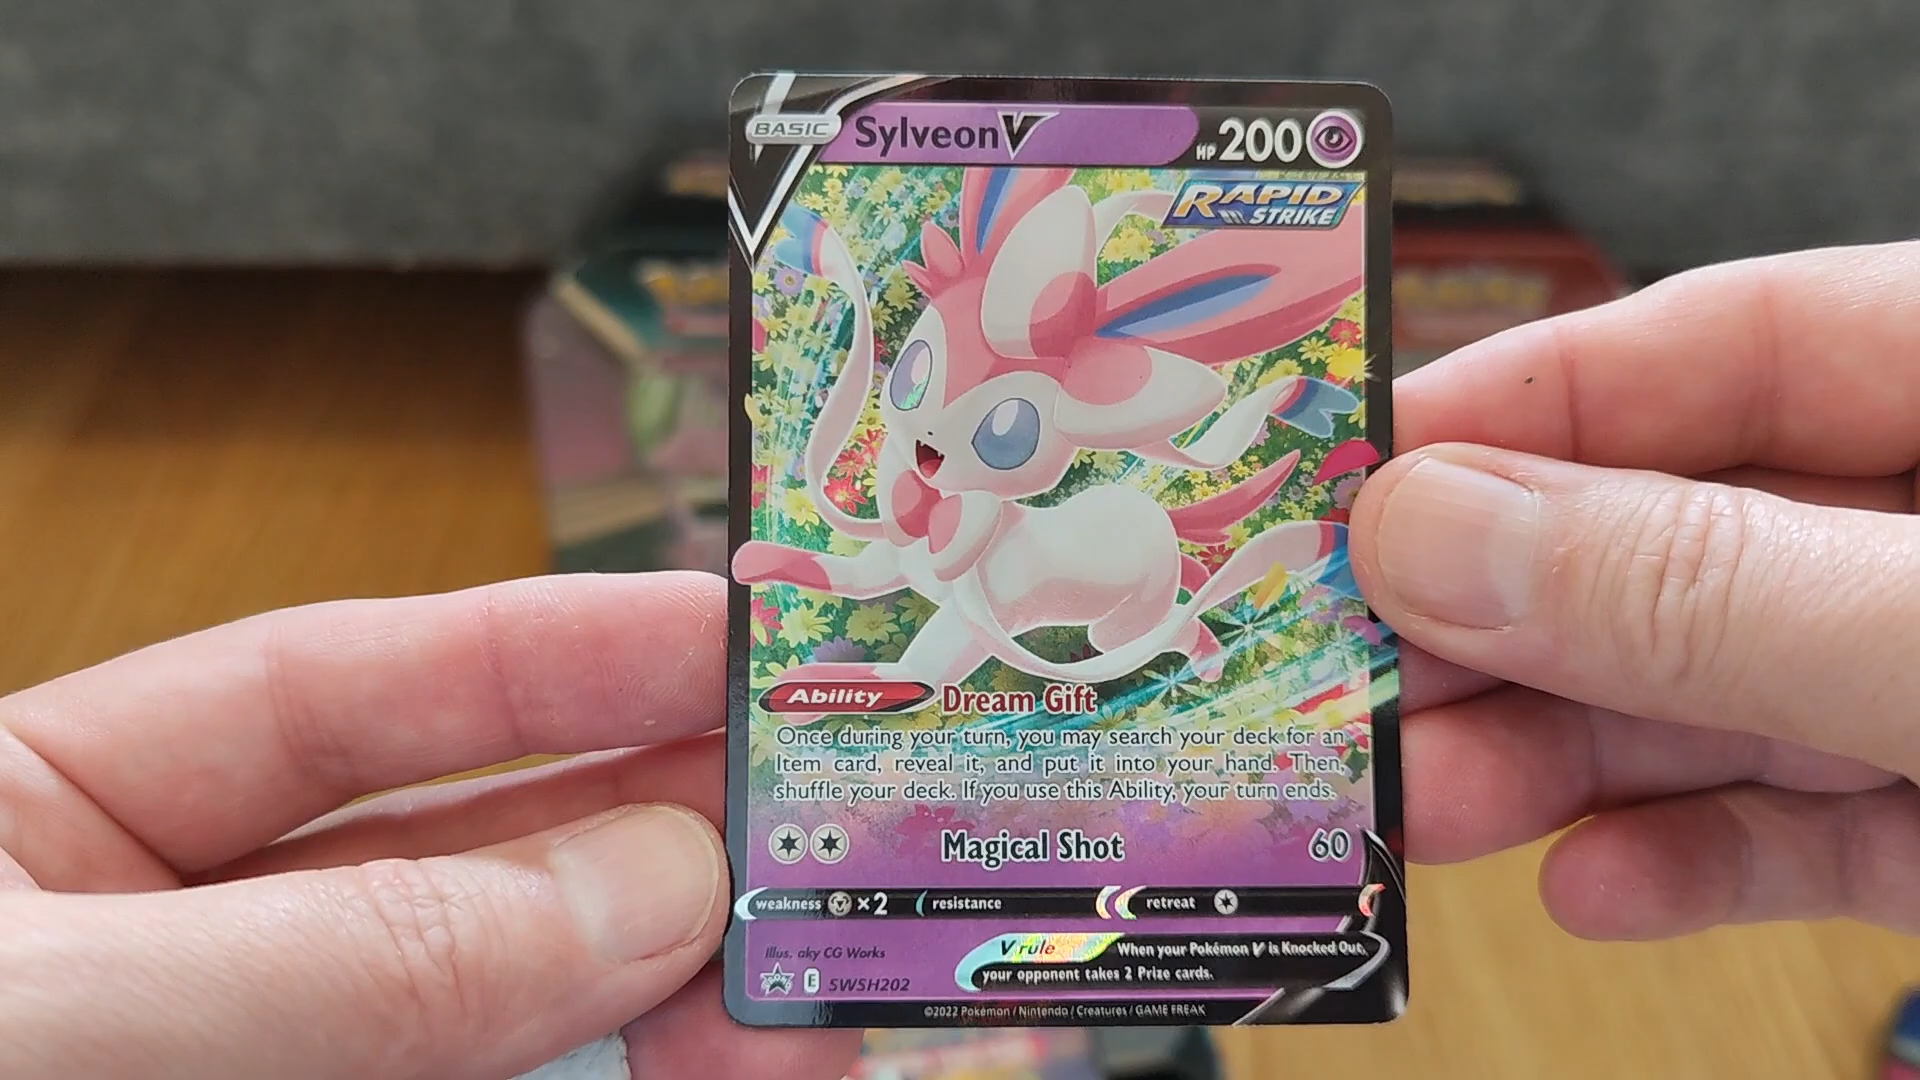 BASIC SylveonV HP 200
RAPID
STRIKE
Ability Dream Gift
Once during your turn, you may search your deck for an
Item card, reveal it, and put it into your hand. Then,
shuffle your deck. If you use this Ability, your turn ends.
Magical Shot 60
weakness ×2 resistance retreat
Illus. aky CG Works
V rule When your Pokémon V is Knocked Out,
your opponent takes 2 Prize cards.
E SWSH202
©2022 Pokémon / Nintendo / Creatures / GAME FREAK